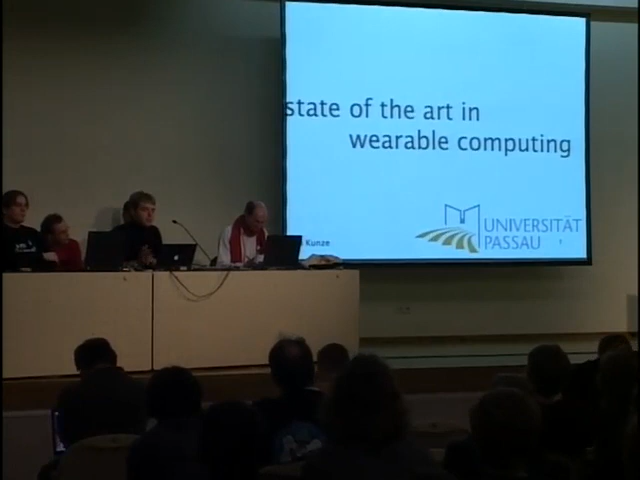 state of the art in
wearable computing
Kunze
UNIVERSITÄT
PASSAU